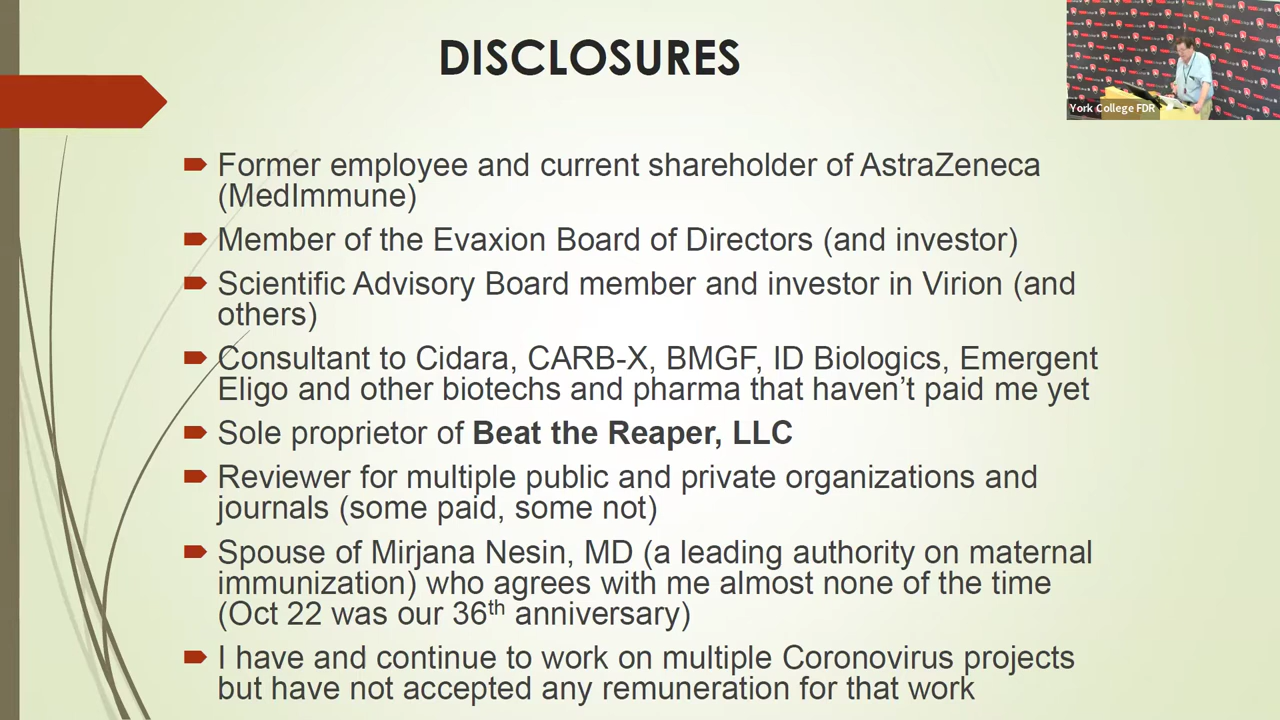 DISCLOSURES
York College FDR
Former employee and current shareholder of AstraZeneca
(MedImmune)
Member of the Evaxion Board of Directors (and investor)
Scientific Advisory Board member and investor in Virion (and
others)
Consultant to Cidara, CARB-X, BMGF, ID Biologics, Emergent
Eligo and other biotechs and pharma that haven’t paid me yet
Sole proprietor of Beat the Reaper, LLC
Reviewer for multiple public and private organizations and
journals (some paid, some not)
Spouse of Mirjana Nesin, MD (a leading authority on maternal
immunization) who agrees with me almost none of the time
(Oct 22 was our 36th anniversary)
I have and continue to work on multiple Coronovirus projects
but have not accepted any remuneration for that work